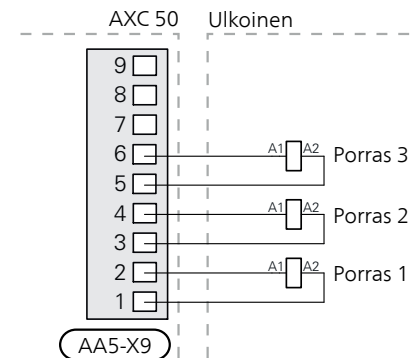 AXC 50 Ulkoinen
9
8
7
6 A1 A2 Porras 3
5
4 A1 A2 Porras 2
3
2 A1 A2 Porras 1
1
AA5-X9